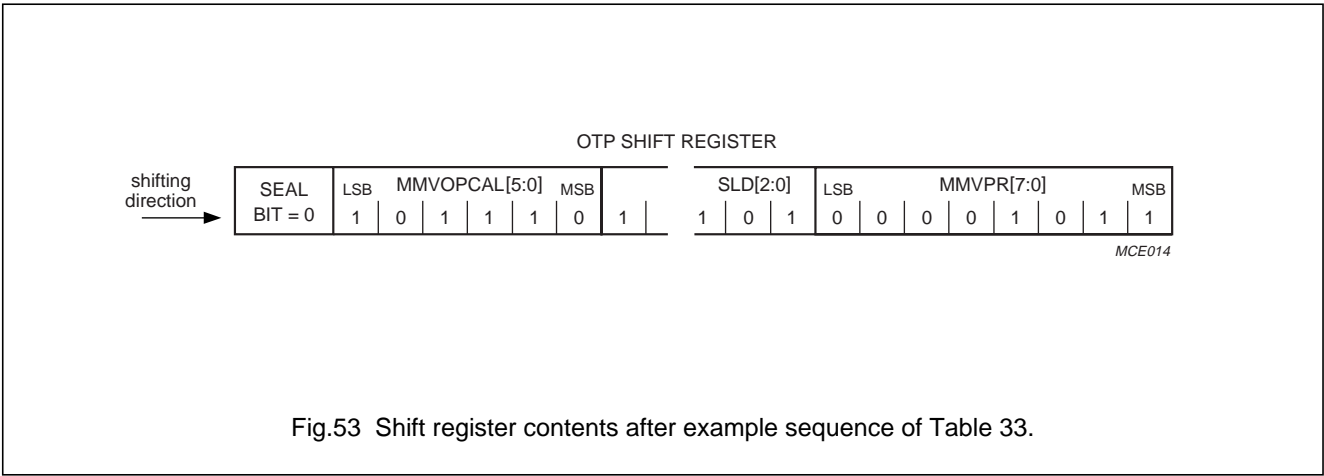 OTP SHIFT REGISTER
shifting direction
SEAL BIT = 0
LSB MMVOPCAL[5:0] MSB
SLD[2:0]
LSB MMVPR[7:0] MSB
1 0 1 1 1 0 1 1 0 1 0 0 0 0 1 0 1 1
MCE014
Fig.53 Shift register contents after example sequence of Table 33.